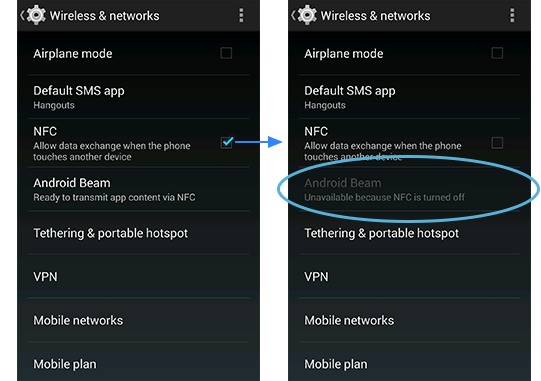 Wireless & networks
Airplane mode
Default SMS app
Hangouts
NFC
Allow data exchange when the phone
touches another device
Android Beam
Ready to transmit app content via NFC
Tethering & portable hotspot
VPN
Mobile networks
Mobile plan
Wireless & networks
Airplane mode
Default SMS app
Hangouts
NFC
Allow data exchange when the phone
touches another device
Android Beam
Unavailable because NFC is turned off
Tethering & portable hotspot
VPN
Mobile networks
Mobile plan